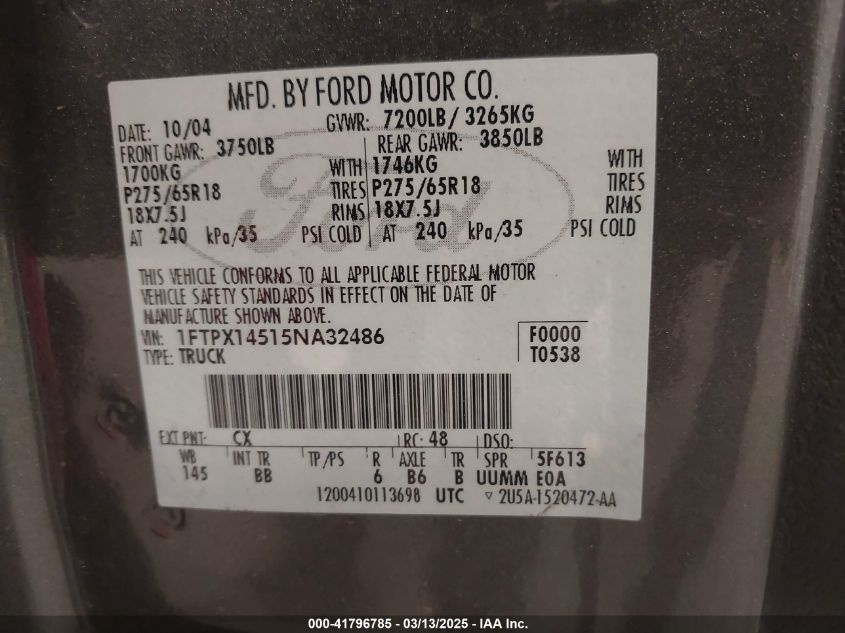 MFD. BY FORD MOTOR CO.
DATE: 10/04 GVWR: 7200LB/ 3265KG
FRONT GAWR: 3750LB REAR GAWR: 3850LB
1700KG WITH 1746KG WITH
P275/65R18 TIRES P275/65R18 TIRES
18X7.5J RIMS 18X7.5J RIMS
AT 240 kPa/35 PSI COLD AT 240 kPa/35 PSI COLD
Ford
THIS VEHICLE CONFORMS TO ALL APPLICABLE FEDERAL MOTOR
VEHICLE SAFETY STANDARDS IN EFFECT ON THE DATE OF
MANUFACTURE SHOWN ABOVE.
VIN: 1FTPX14515NA32486 F0000
TYPE: TRUCK T0538
EXT PNT: CX RC: 48 DSO:
WB INT TR TP/PS R AXLE TR SPR 5F613
145 BB 6 B6 B UUMM E0A
1200410113698 UTC ▽ 2U5A-1520472-AA
000-41796785 - 03/13/2025 - IAA Inc.